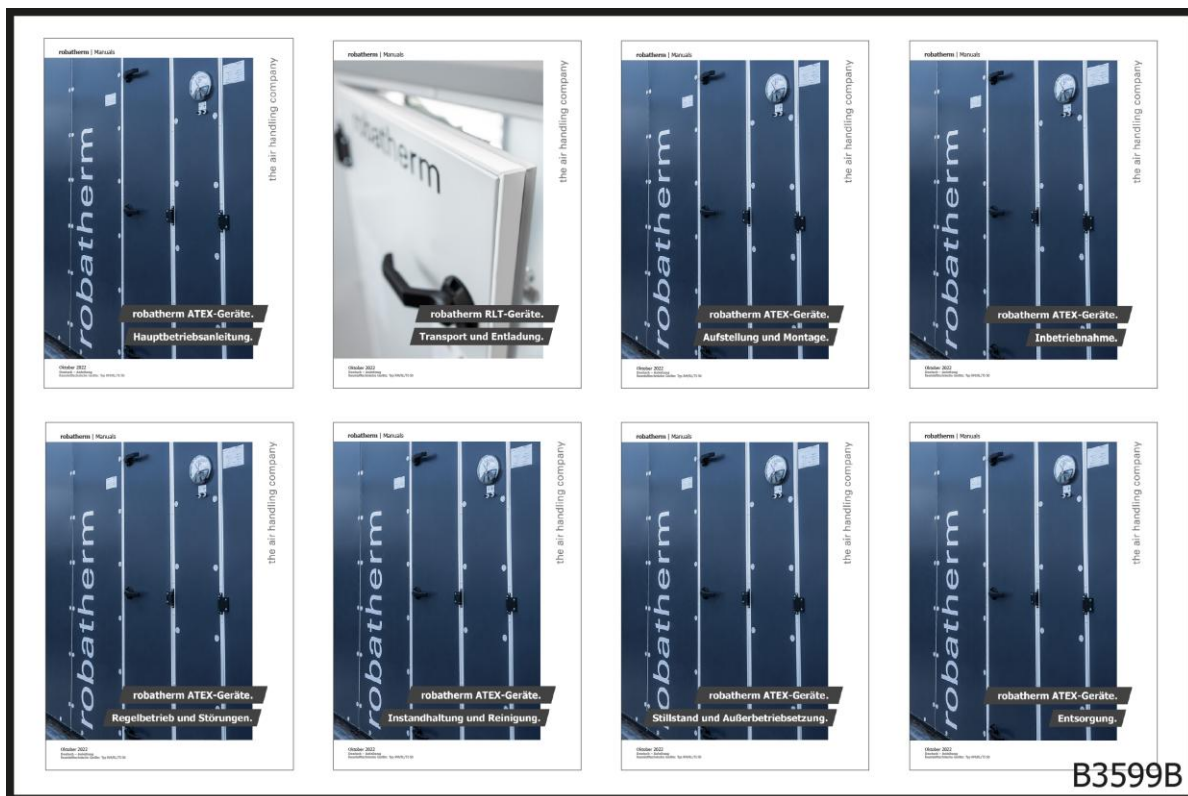 robatherm | Manuals
the air handling company
robatherm
robatherm ATEX-Geräte.
Hauptbetriebsanleitung.
Oktober 2022
robatherm | Manuals
the air handling company
robatherm
robatherm RLT-Geräte.
Transport und Entladung.
Oktober 2022
robatherm | Manuals
the air handling company
robatherm
robatherm ATEX-Geräte.
Aufstellung und Montage.
Oktober 2022
robatherm | Manuals
the air handling company
robatherm
robatherm ATEX-Geräte.
Inbetriebnahme.
Oktober 2022
robatherm | Manuals
the air handling company
robatherm
robatherm ATEX-Geräte.
Regelbetrieb und Störungen.
Oktober 2022
robatherm | Manuals
the air handling company
robatherm
robatherm ATEX-Geräte.
Instandhaltung und Reinigung.
Oktober 2022
robatherm | Manuals
the air handling company
robatherm
robatherm ATEX-Geräte.
Stillstand und Außerbetriebsetzung.
Oktober 2022
robatherm | Manuals
the air handling company
robatherm
robatherm ATEX-Geräte.
Entsorgung.
Oktober 2022
B3599B